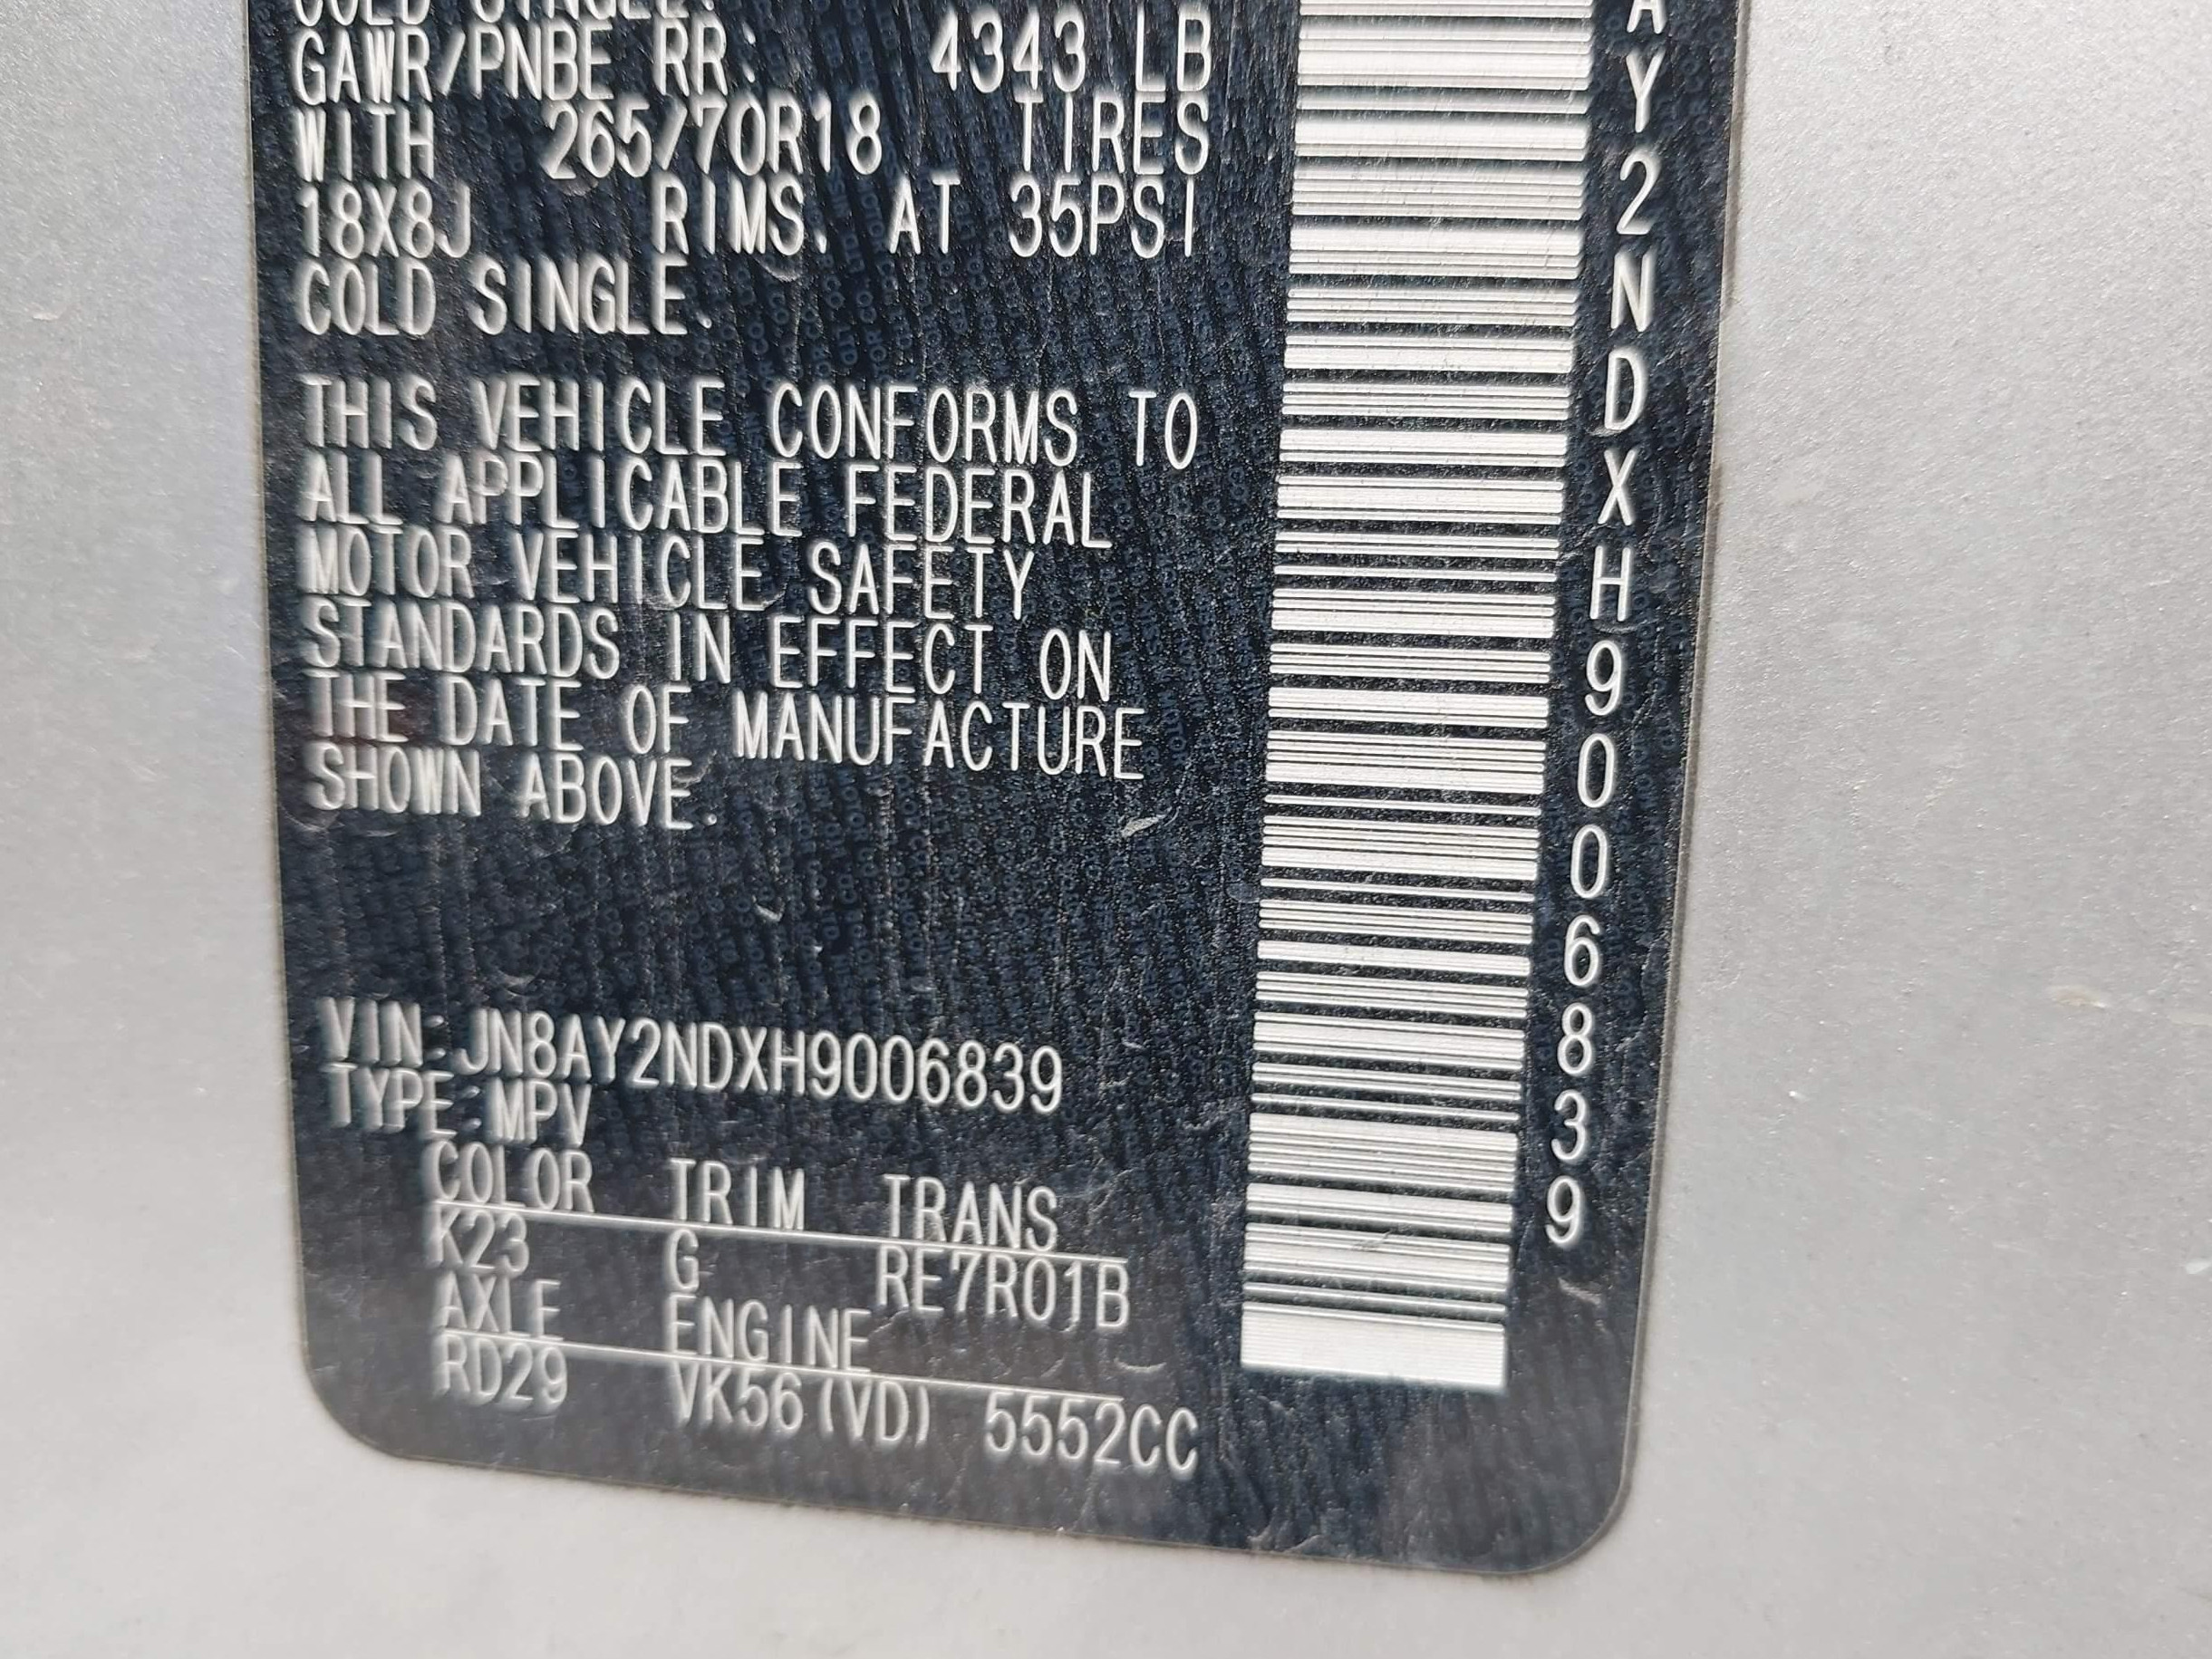 COLD SINGLE.
GAWR/PNBE RR: 4343 LB
WITH 265/70R18 TIRES
18X8J RIMS. AT 35PSI
COLD SINGLE.
THIS VEHICLE CONFORMS TO
ALL APPLICABLE FEDERAL
MOTOR VEHICLE SAFETY
STANDARDS IN EFFECT ON
THE DATE OF MANUFACTURE
SHOWN ABOVE.
VIN:JN8AY2NDXH9006839
TYPE:MPV
COLOR TRIM TRANS
K23 G RE7R01B
AXLE ENGINE
RD29 VK56(VD) 5552CC
AY2NDXH9006839